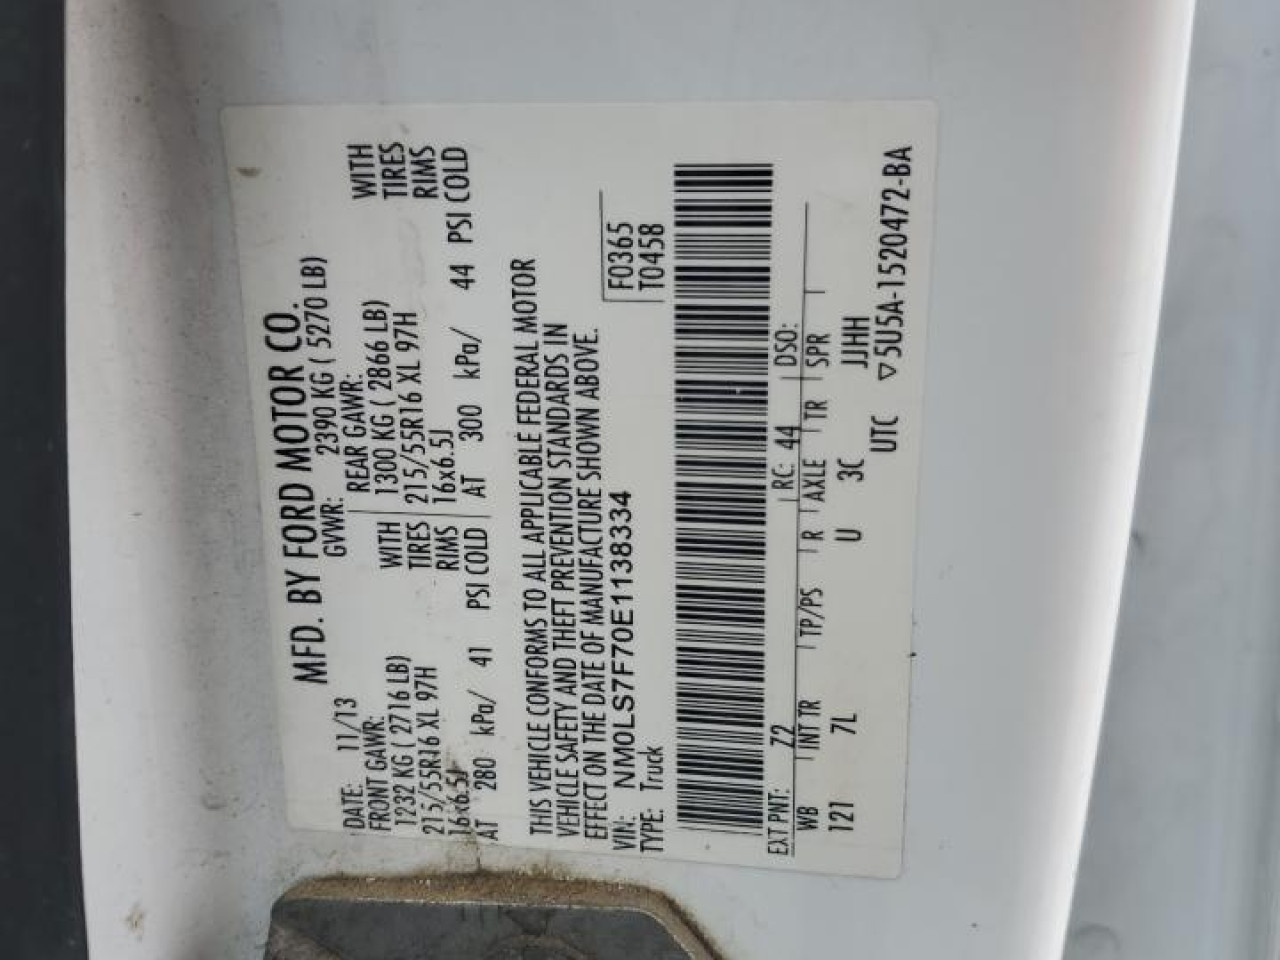 MFD. BY FORD MOTOR CO.
DATE: 11/13 GVWR: 2390 KG ( 5270 LB)
FRONT GAWR: REAR GAWR:
1232 KG ( 2716 LB) WITH 1300 KG ( 2866 LB) WITH
215/55R16 XL 97H TIRES 215/55R16 XL 97H TIRES
16x6.5J RIMS 16x6.5J RIMS
AT 280 kPa/ 41 PSI COLD AT 300 kPa/ 44 PSI COLD
THIS VEHICLE CONFORMS TO ALL APPLICABLE FEDERAL MOTOR
VEHICLE SAFETY AND THEFT PREVENTION STANDARDS IN
EFFECT ON THE DATE OF MANUFACTURE SHOWN ABOVE.
VIN: NM0LS7F70E1138334 F0365
TYPE: Truck T0458
EXT PNT: Z2 RC: 44 DSO:
WB INT TR TP/PS R AXLE TR SPR
121 7L U 3C JJHH
UTC ▽5U5A-1520472-BA